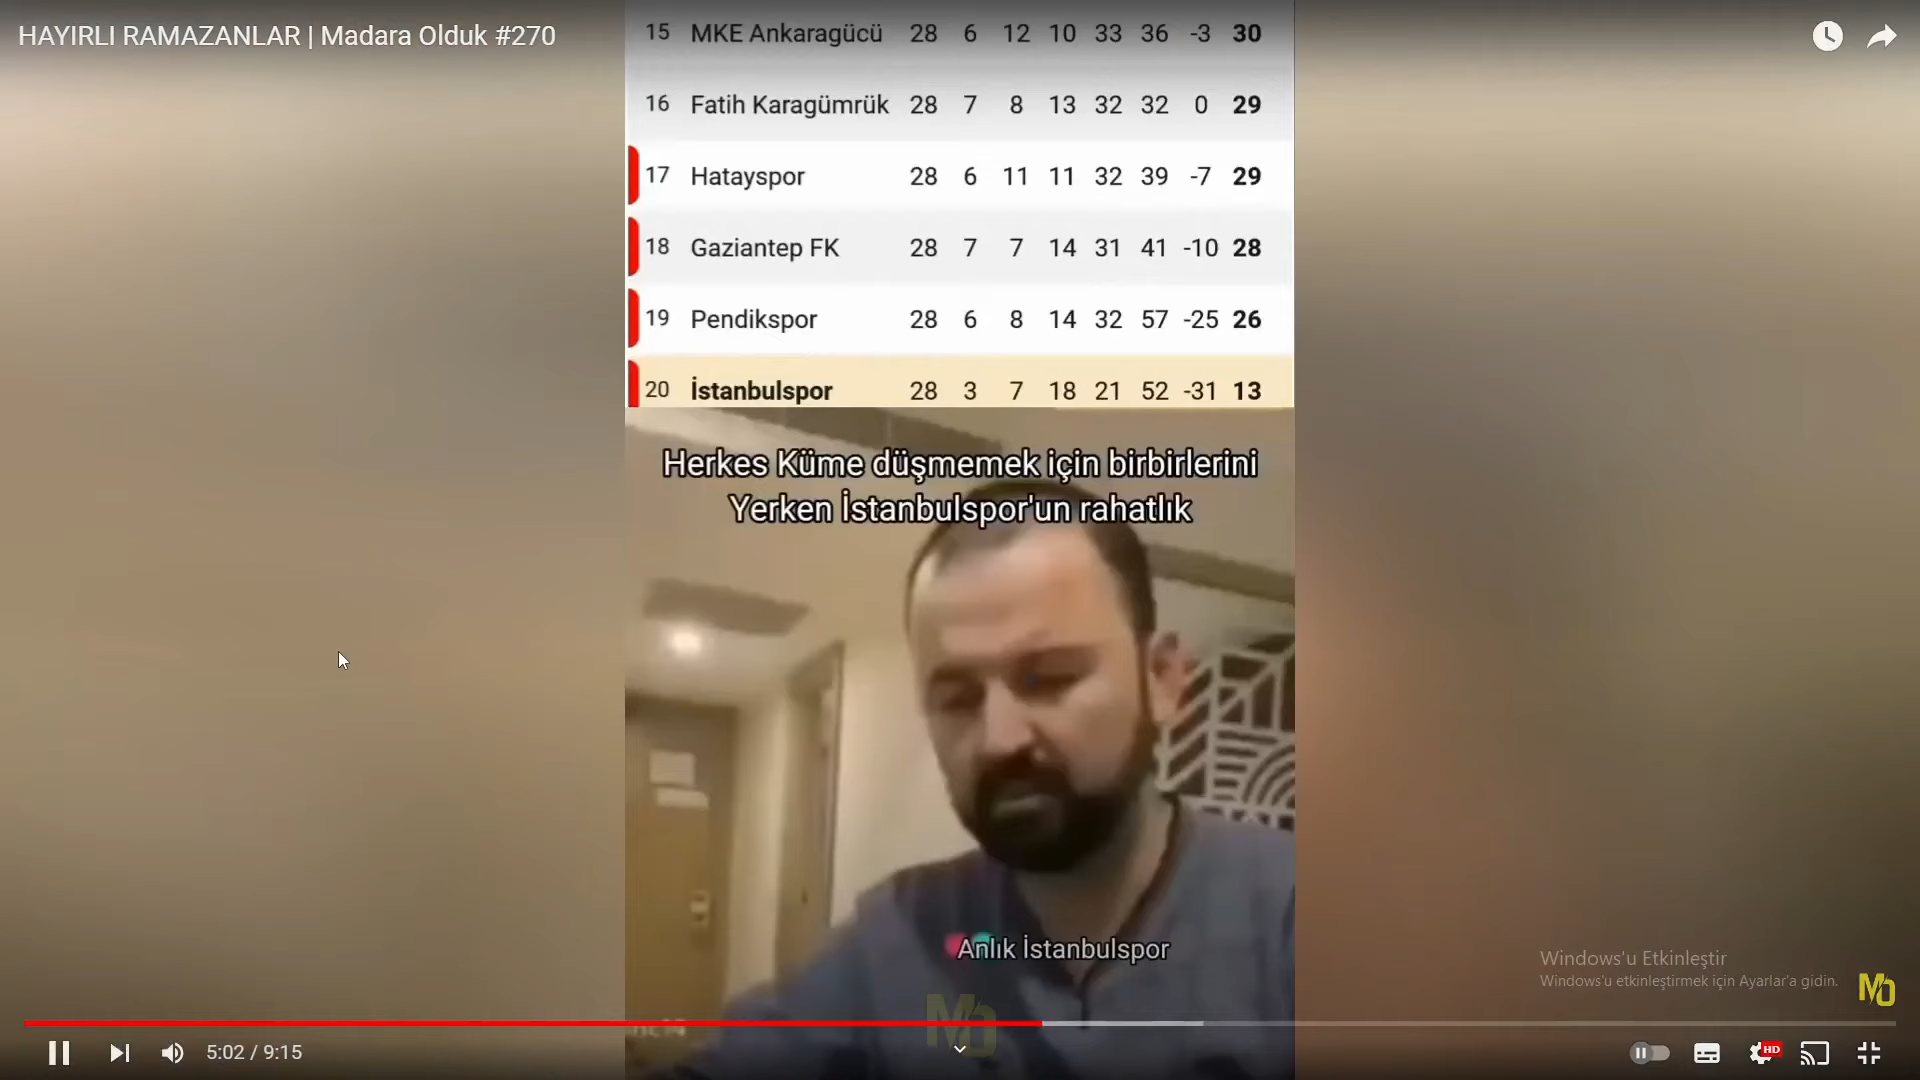 HAYIRLI RAMAZANLAR | Madara Olduk #270
15 MKE Ankaragücü 28 6 12 10 33 36 -3 30
16 Fatih Karagümrük 28 7 8 13 32 32 0 29
17 Hatayspor 28 6 11 11 32 39 -7 29
18 Gaziantep FK 28 7 7 14 31 41 -10 28
19 Pendikspor 28 6 8 14 32 57 -25 26
20 İstanbulspor 28 3 7 18 21 52 -31 13
Herkes Küme düşmemek için birbirlerini
Yerken İstanbulspor'un rahatlık
Anlık İstanbulspor
Windows'u Etkinleştir
Windows'u etkinleştirmek için Ayarlar'a gidin.
MO
MO
5:02 / 9:15
HD